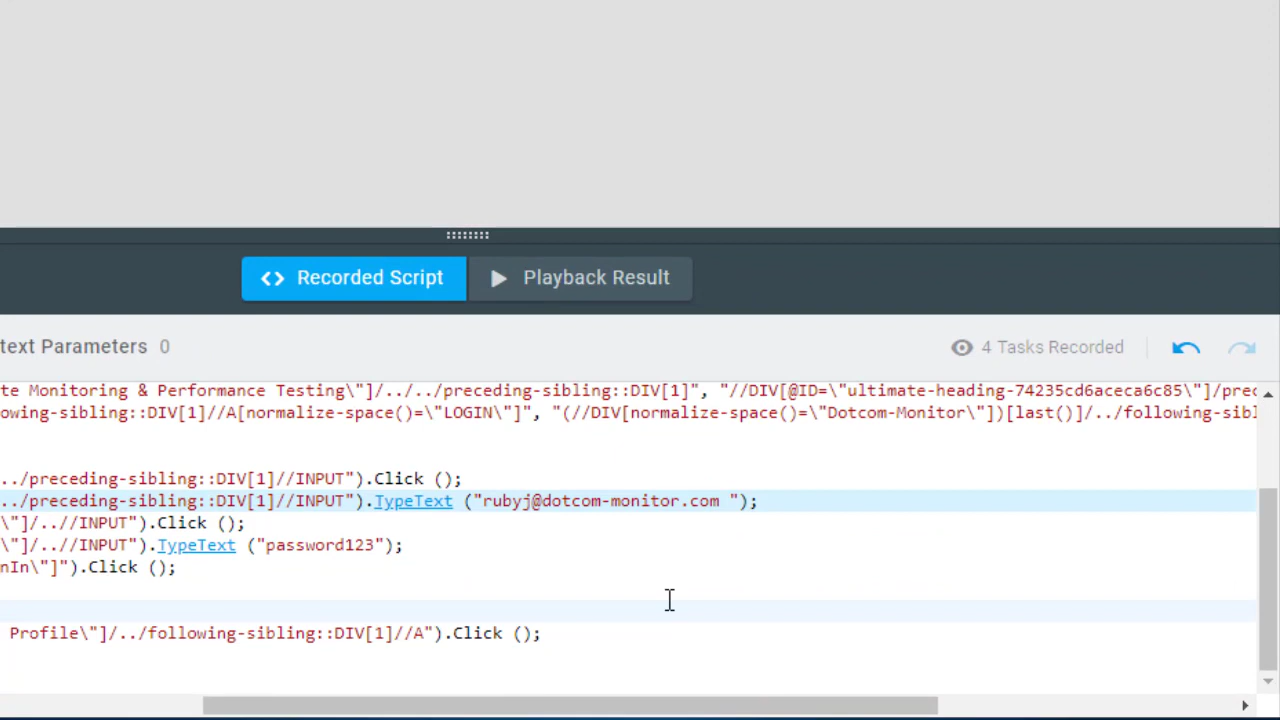 <> Recorded Script
Playback Result
text Parameters 0
4 Tasks Recorded
te Monitoring & Performance Testing\"]/../../preceding-sibling::DIV[1]", "//DIV[@ID=\"ultimate-heading-74235cd6aceca6c85\"]/prec
owing-sibling::DIV[1]//A[normalize-space()=\"LOGIN\"]", "(//DIV[normalize-space()=\"Dotcom-Monitor\"])[last()]/../following-sibl
../preceding-sibling::DIV[1]//INPUT").Click ();
../preceding-sibling::DIV[1]//INPUT").TypeText ("rubyj@dotcom-monitor.com ");
\"]/..//INPUT").Click ();
\"]/..//INPUT").TypeText ("password123");
nIn\"]").Click ();
Profile\"]/../following-sibling::DIV[1]//A").Click ();